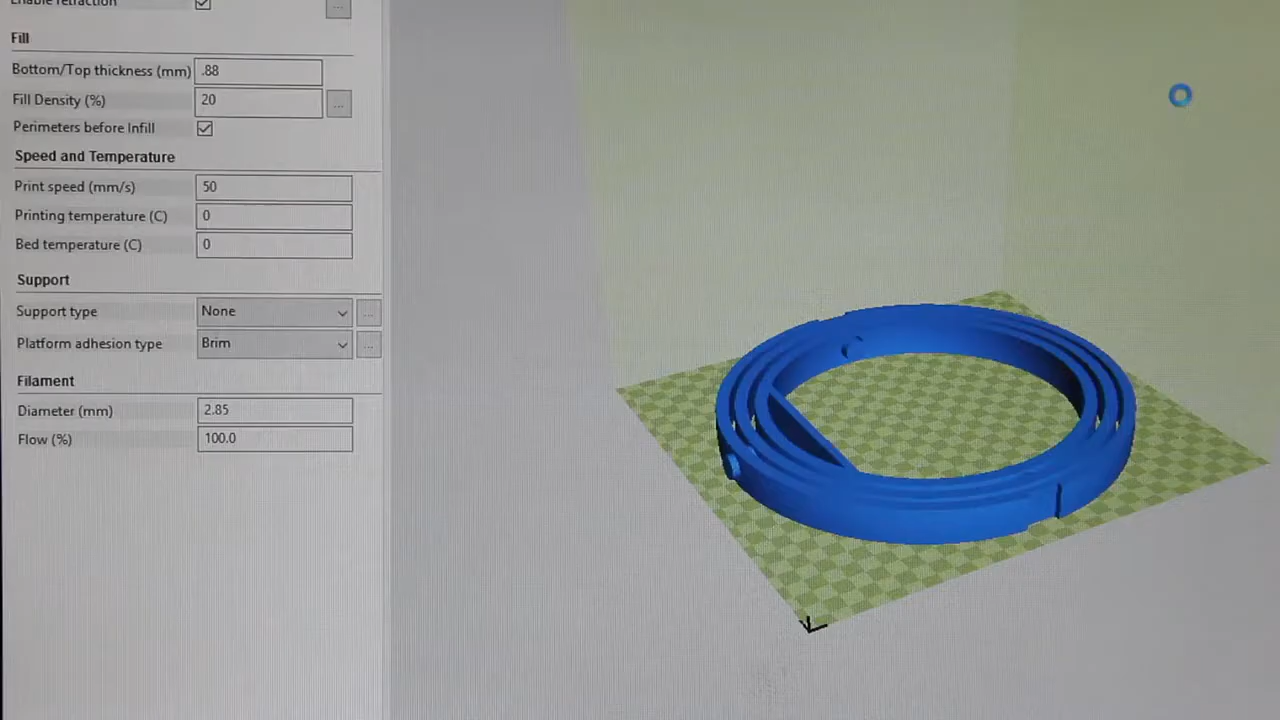 Enable retraction
...
Fill
Bottom/Top thickness (mm) .88
Fill Density (%) 20 ...
Perimeters before Infill
Speed and Temperature
Print speed (mm/s) 50
Printing temperature (C) 0
Bed temperature (C) 0
Support
Support type None ...
Platform adhesion type Brim ...
Filament
Diameter (mm) 2.85
Flow (%) 100.0